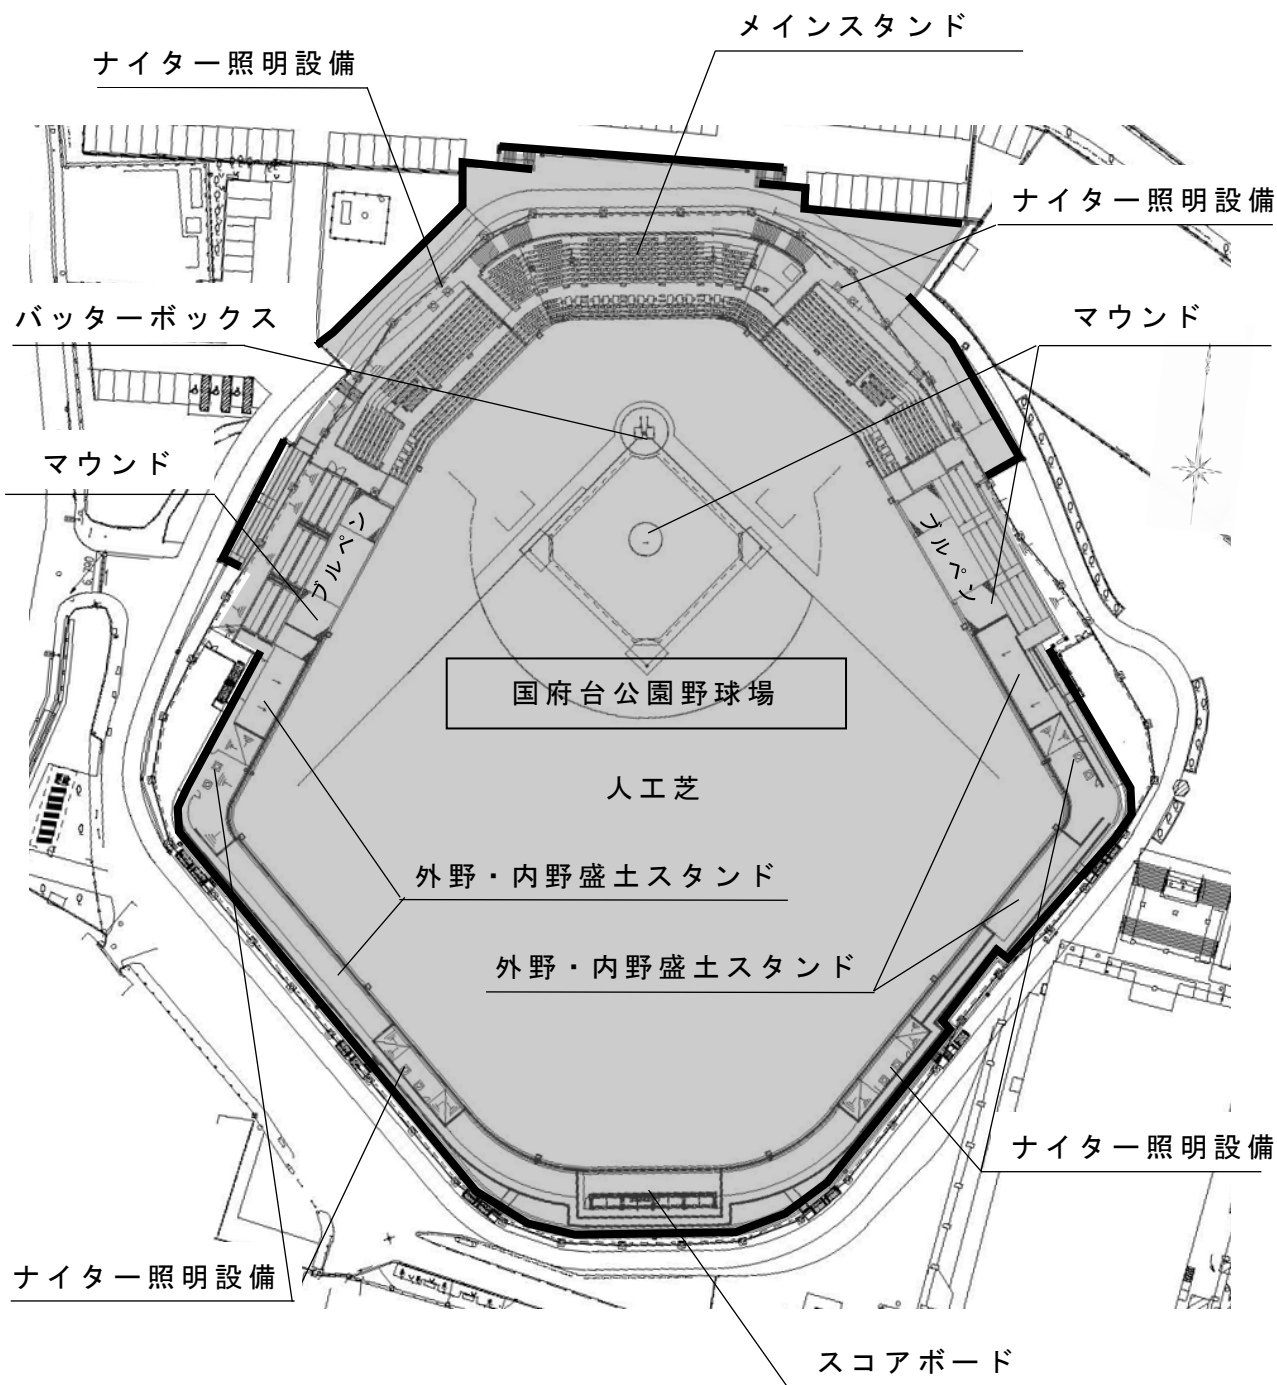 メインスタンド
ナイター照明設備
ナイター照明設備
バッターボックス
マウンド
マウンド
ブルペン
ブルペン
国府台公園野球場
人工芝
外野・内野盛土スタンド
外野・内野盛土スタンド
ナイター照明設備
ナイター照明設備
スコアボード